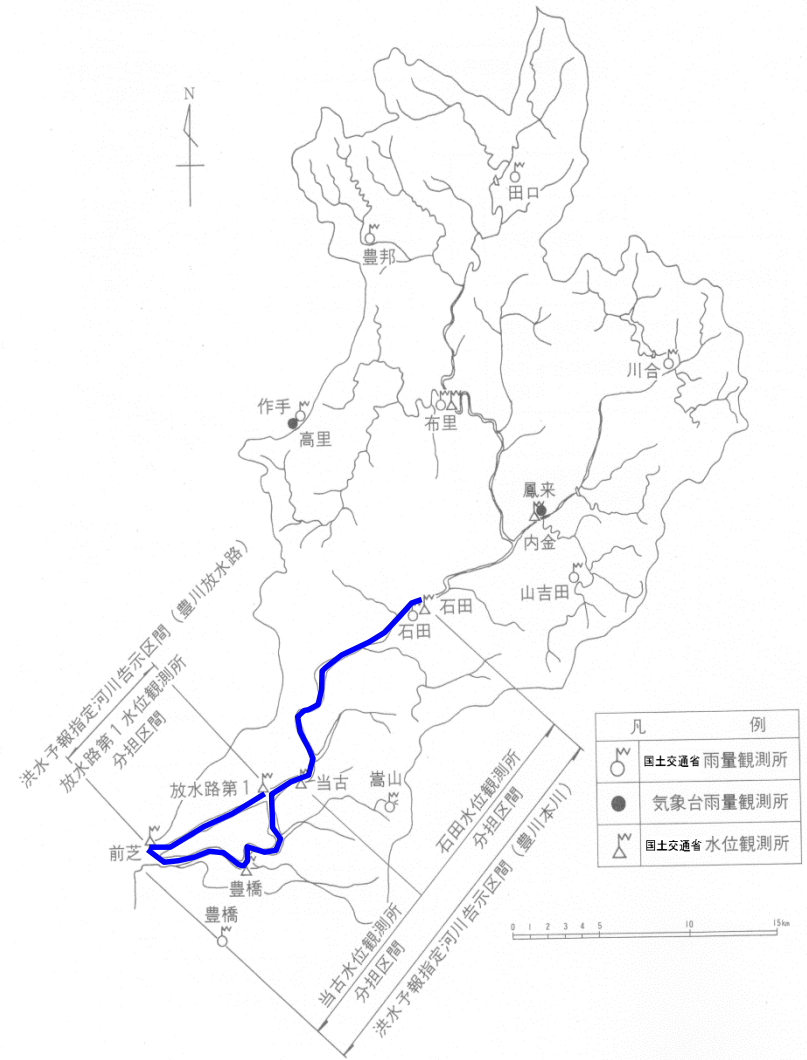 N
田口
豊邦
川合
作手
高里
布里
鳳来
内金
山吉田
石田
石田
洪水予報指定河川告示区間(豊川放水路)
放水路第1水位観測所
分担区間
放水路第1
当古
嵩山
前芝
豊橋
豊橋
石田水位観測所
分担区間
当古水位観測所
分担区間
洪水予報指定河川告示区間(豊川本川)
凡例
国土交通省 雨量観測所
気象台雨量観測所
国土交通省 水位観測所
0 1 2 3 4 5 10 15km